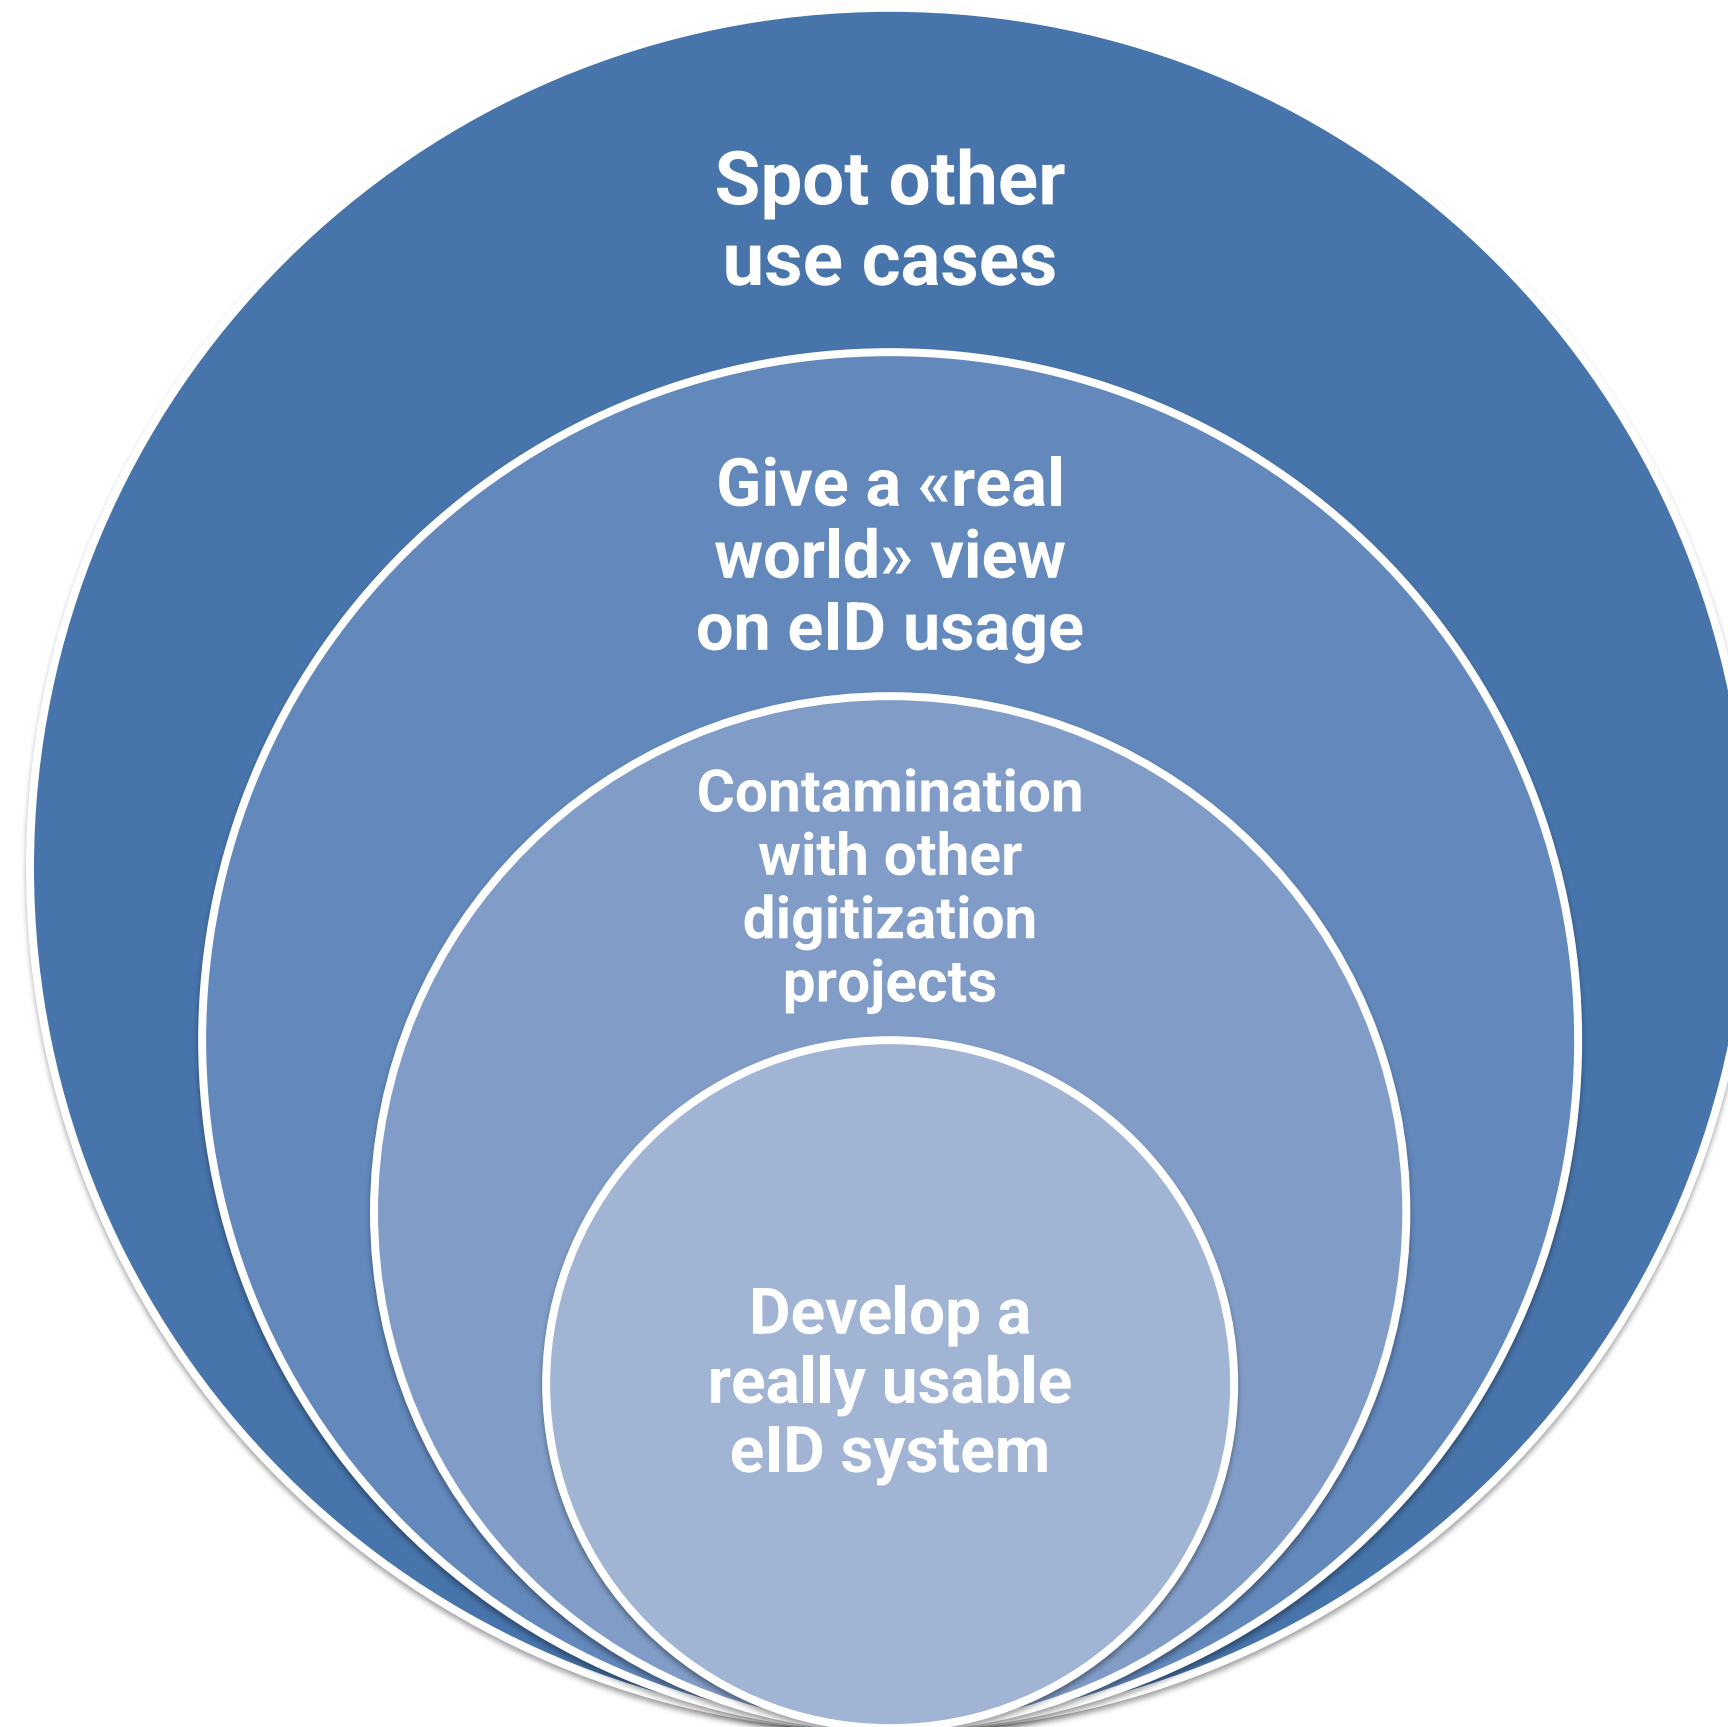 Spot other
use cases
Give a «real
world» view
on eID usage
Contamination
with other
digitization
projects
Develop a
really usable
eID system